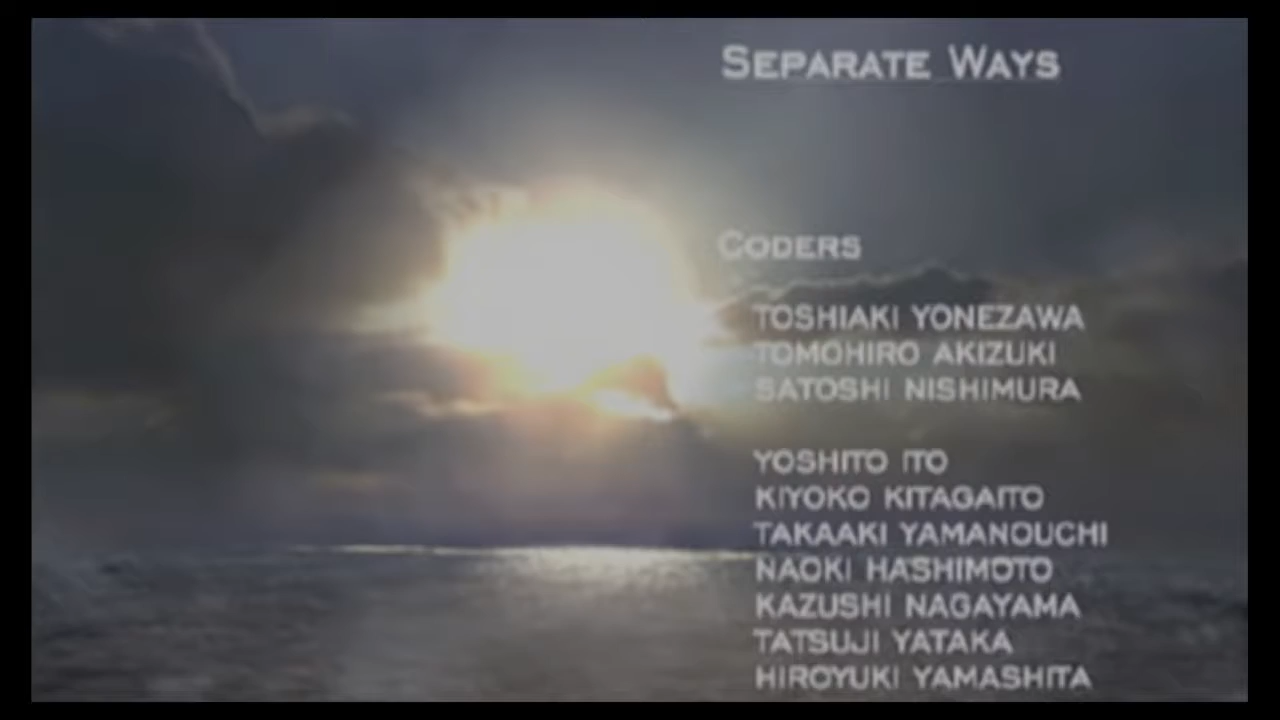 SEPARATE WAYS
CODERS
TOSHIAKI YONEZAWA
TOMOHIRO AKIZUKI
SATOSHI NISHIMURA
YOSHITO ITO
KIYOKO KITAGAITO
TAKAAKI YAMANOUCHI
NAOKI HASHIMOTO
KAZUSHI NAGAYAMA
TATSUJI YATAKA
HIROYUKI YAMASHITA